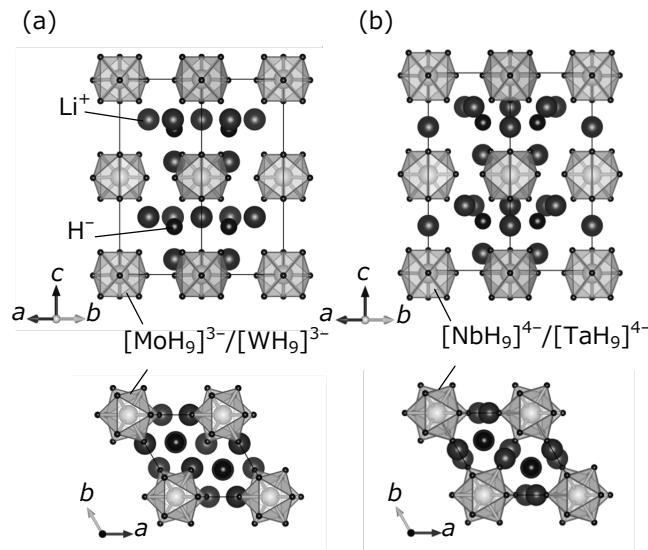 (a)
(b)
Li⁺
H⁻
c
a
b
c
a
b
[MoH₉]³⁻/[WH₉]³⁻
[NbH₉]⁴⁻/[TaH₉]⁴⁻
b
a
b
a